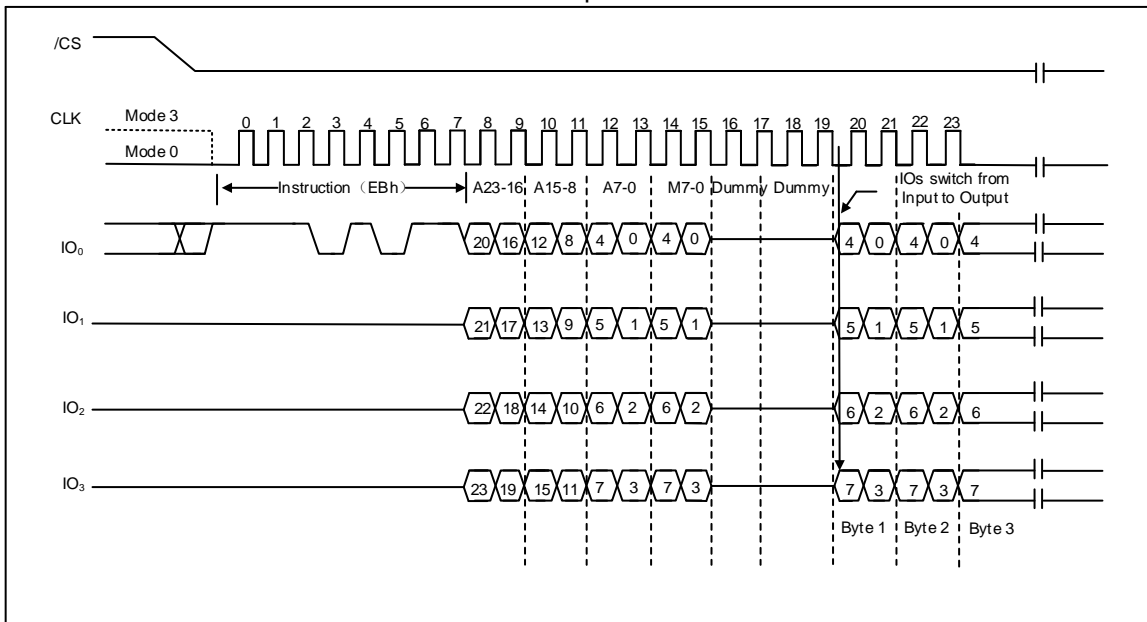 /CS
CLK
Mode 3
Mode 0
0 1 2 3 4 5 6 7 8 9 10 11 12 13 14 15 16 17 18 19 20 21 22 23
Instruction（EBh） A23-16 A15-8 A7-0 M7-0 Dummy Dummy
IOs switch from
Input to Output
IO0 20 16 12 8 4 0 4 0 4 0 4 0 4
IO1 21 17 13 9 5 1 5 1 5 1 5 1 5
IO2 22 18 14 10 6 2 6 2 6 2 6 2 6
IO3 23 19 15 11 7 3 7 3 7 3 7 3 7
Byte 1 Byte 2 Byte 3